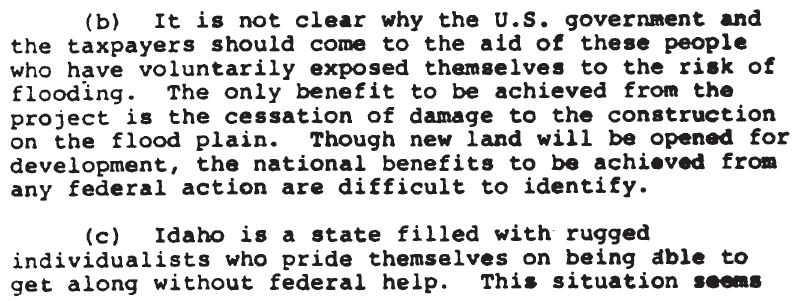 (b) It is not clear why the U.S. government and
the taxpayers should come to the aid of these people
who have voluntarily exposed themselves to the risk of
flooding. The only benefit to be achieved from the
project is the cessation of damage to the construction
on the flood plain. Though new land will be opened for
development, the national benefits to be achieved from
any federal action are difficult to identify.
(c) Idaho is a state filled with rugged
individualists who pride themselves on being able to
get along without federal help. This situation seems